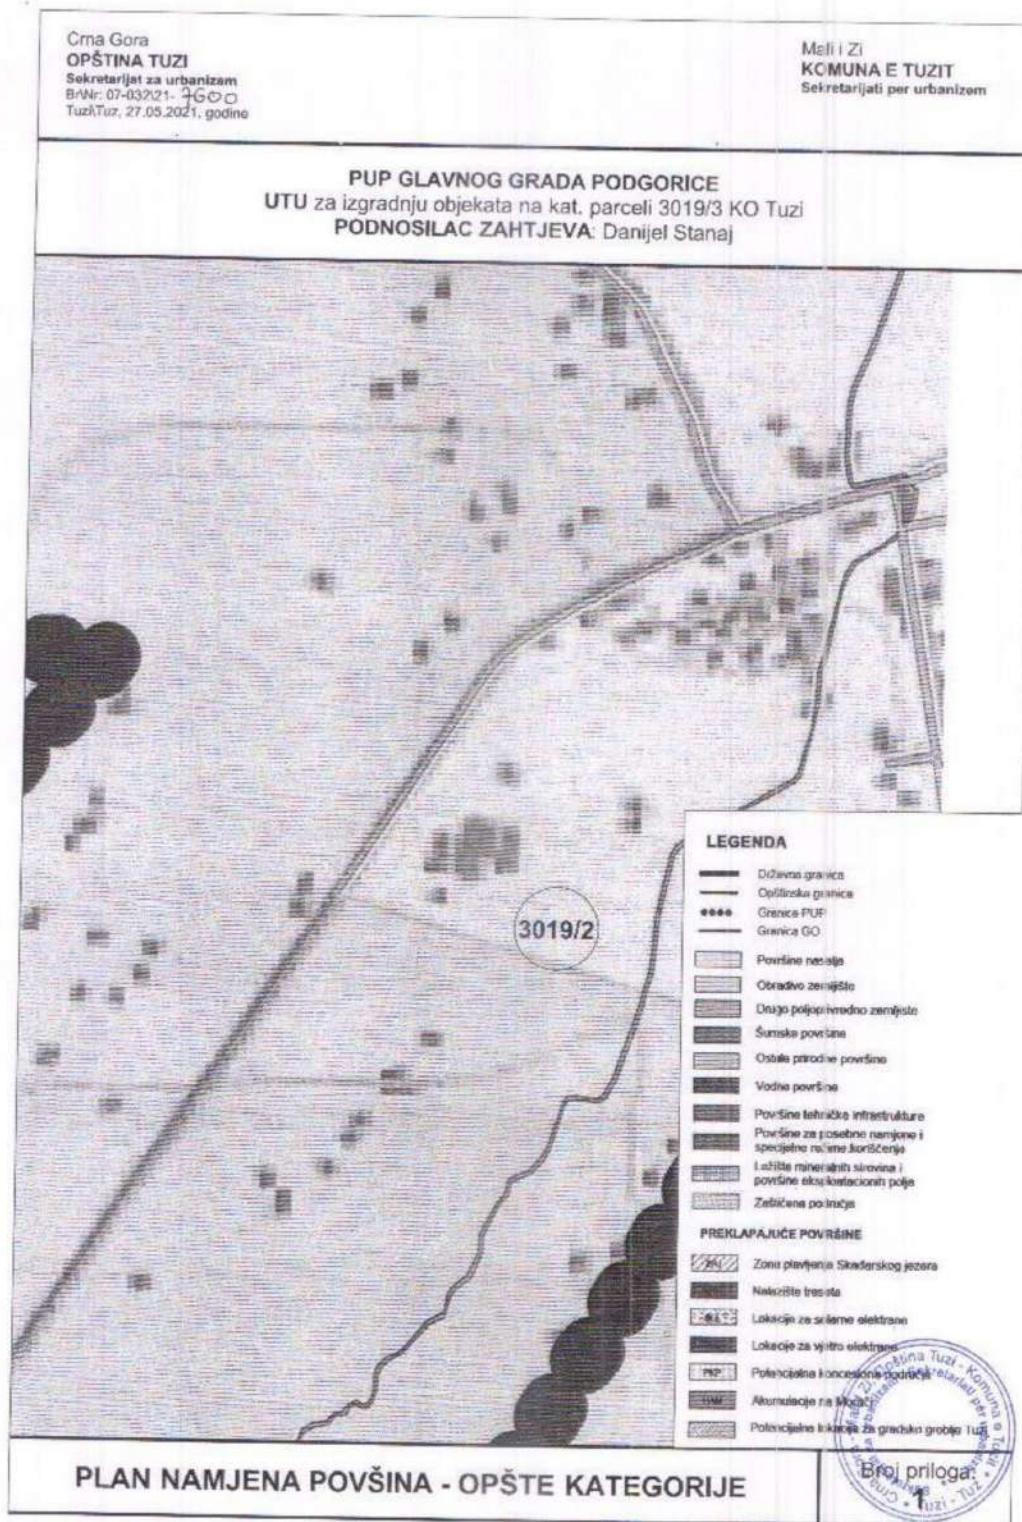 Crna Gora
OPŠTINA TUZI
Sekretarijat za urbanizam
Br\Nr: 07-032\21- 7600
Tuzi\Tuz, 27.05.2021, godine
Mali i Zi
KOMUNA E TUZIT
Sekretarijati per urbanizem
PUP GLAVNOG GRADA PODGORICE
UTU za izgradnju objekata na kat. parceli 3019/3 KO Tuzi
PODNOSILAC ZAHTJEVA: Danijel Stanaj
3019/2
LEGENDA
Državna granica
Opštinska granica
Granica PUP
Granica GO
Površine naselja
Obradivo zemljište
Drugo poljoprivredno zemljište
Šumske površine
Ostale prirodne površine
Vodne površine
Površine tehničke infrastrukture
Površine za posebne namjene i
specijalne režime korišćenja
Ležište mineralnih sirovina i
površine eksploatacionih polja
Zaštićena područja
PREKLAPAJUĆE POVRŠINE
Zona plavljenja Skadarskog jezera
Nalazište treseta
Lokacije za solarne elektrane
Lokacije za vjetro elektrane
PKP Potencijalna koncesiona područja
Akumulacije na Morači
Potencijalna lokacija za gradsko groblje Tuzi
PLAN NAMJENA POVŠINA - OPŠTE KATEGORIJE
Broj priloga:
1